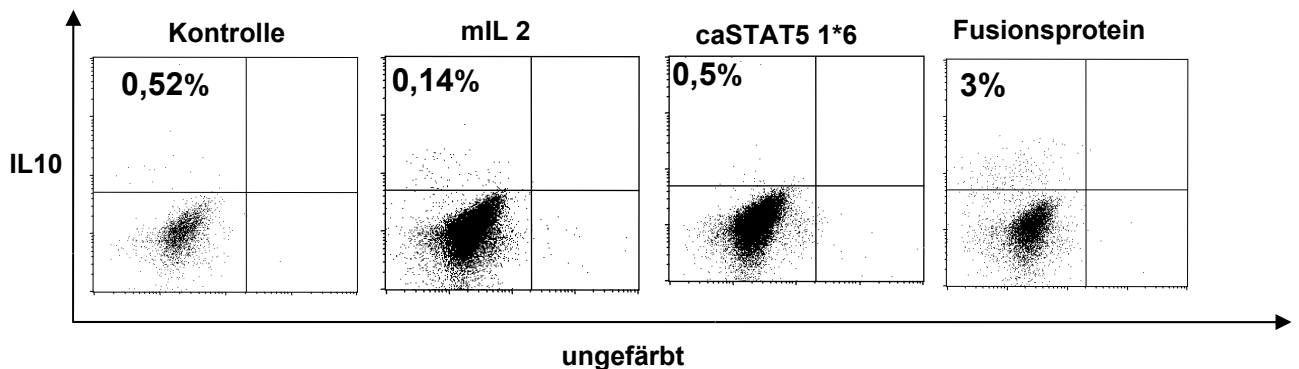 Kontrolle
mIL 2
caSTAT5 1*6
Fusionsprotein
0,52%
0,14%
0,5%
3%
IL10
ungefärbt